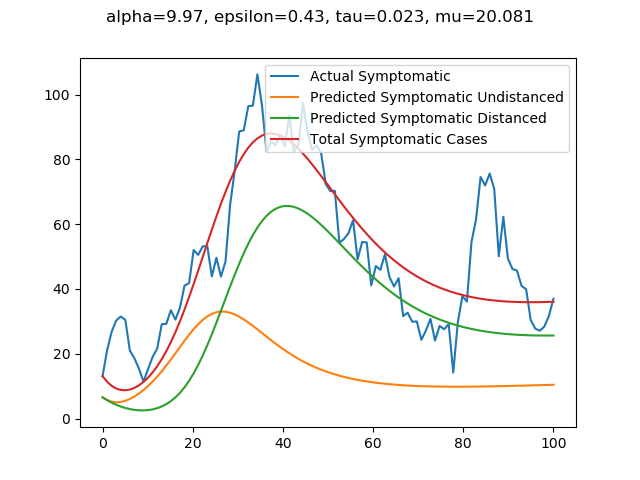 alpha=9.97, epsilon=0.43, tau=0.023, mu=20.081
Actual Symptomatic
Predicted Symptomatic Undistanced
Predicted Symptomatic Distanced
Total Symptomatic Cases
100
80
60
40
20
0
0 20 40 60 80 100